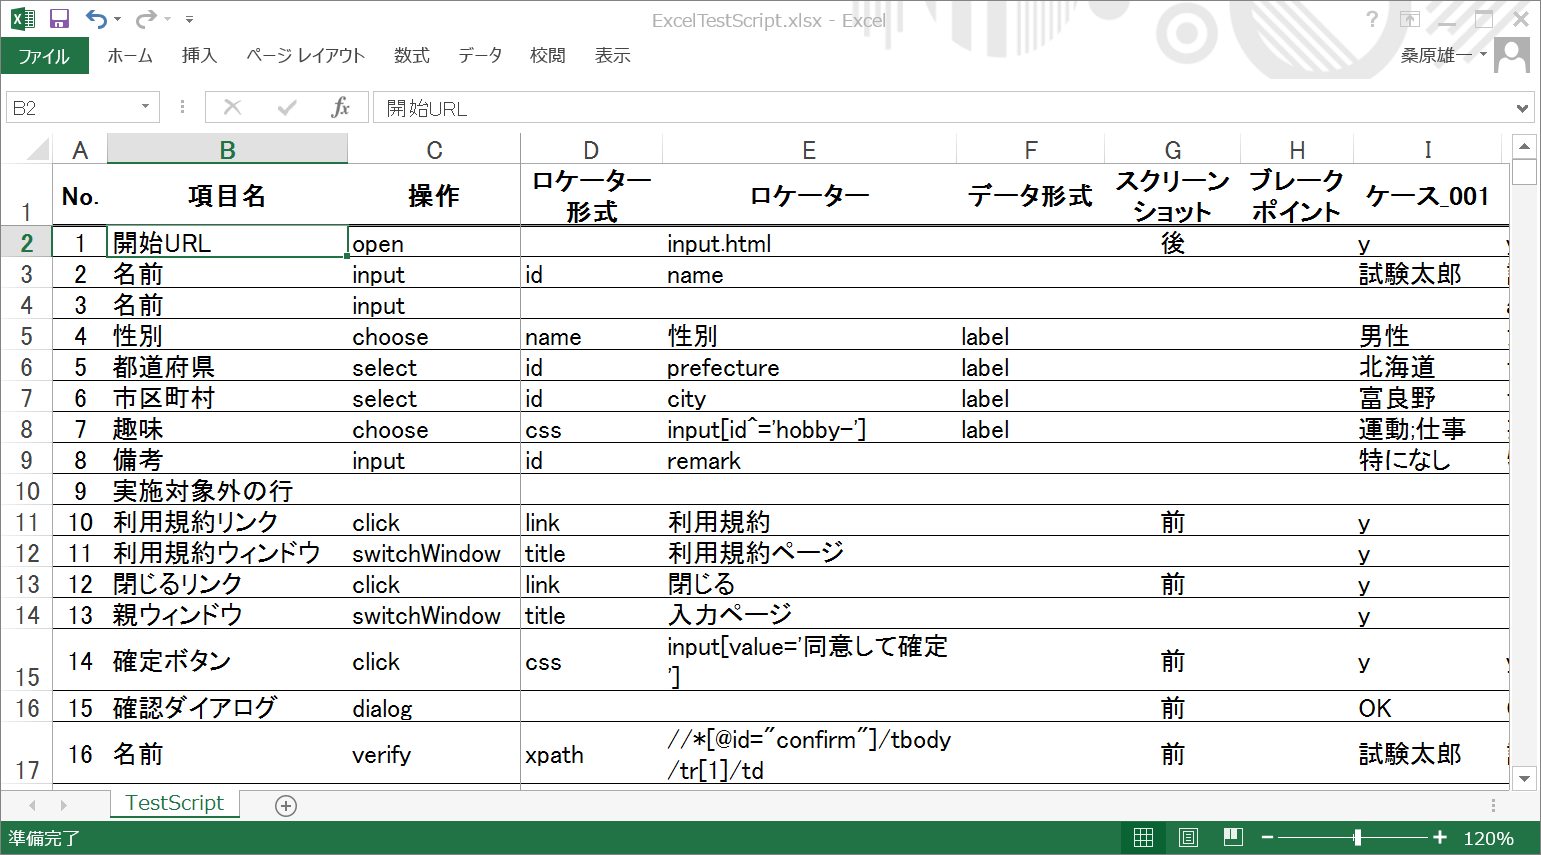 ExcelTestScript.xlsx - Excel
ファイル ホーム 挿入 ページ レイアウト 数式 データ 校閲 表示 桑原雄一
B2 fx 開始URL
A B C D E F G H I
1 No. 項目名 操作 ロケーター形式 ロケーター データ形式 スクリーンショット ブレークポイント ケース_001
2 1 開始URL open input.html 後 y
3 2 名前 input id name 試験太郎
4 3 名前 input
5 4 性別 choose name 性別 label 男性
6 5 都道府県 select id prefecture label 北海道
7 6 市区町村 select id city label 富良野
8 7 趣味 choose css input[id^='hobby-'] label 運動;仕事
9 8 備考 input id remark 特になし
10 9 実施対象外の行
11 10 利用規約リンク click link 利用規約 前 y
12 11 利用規約ウィンドウ switchWindow title 利用規約ページ y
13 12 閉じるリンク click link 閉じる 前 y
14 13 親ウィンドウ switchWindow title 入力ページ y
15 14 確定ボタン click css input[value='同意して確定'] 前 y
16 15 確認ダイアログ dialog 前 OK
17 16 名前 verify xpath //*[@id="confirm"]/tbody/tr[1]/td 前 試験太郎
TestScript
準備完了 120%